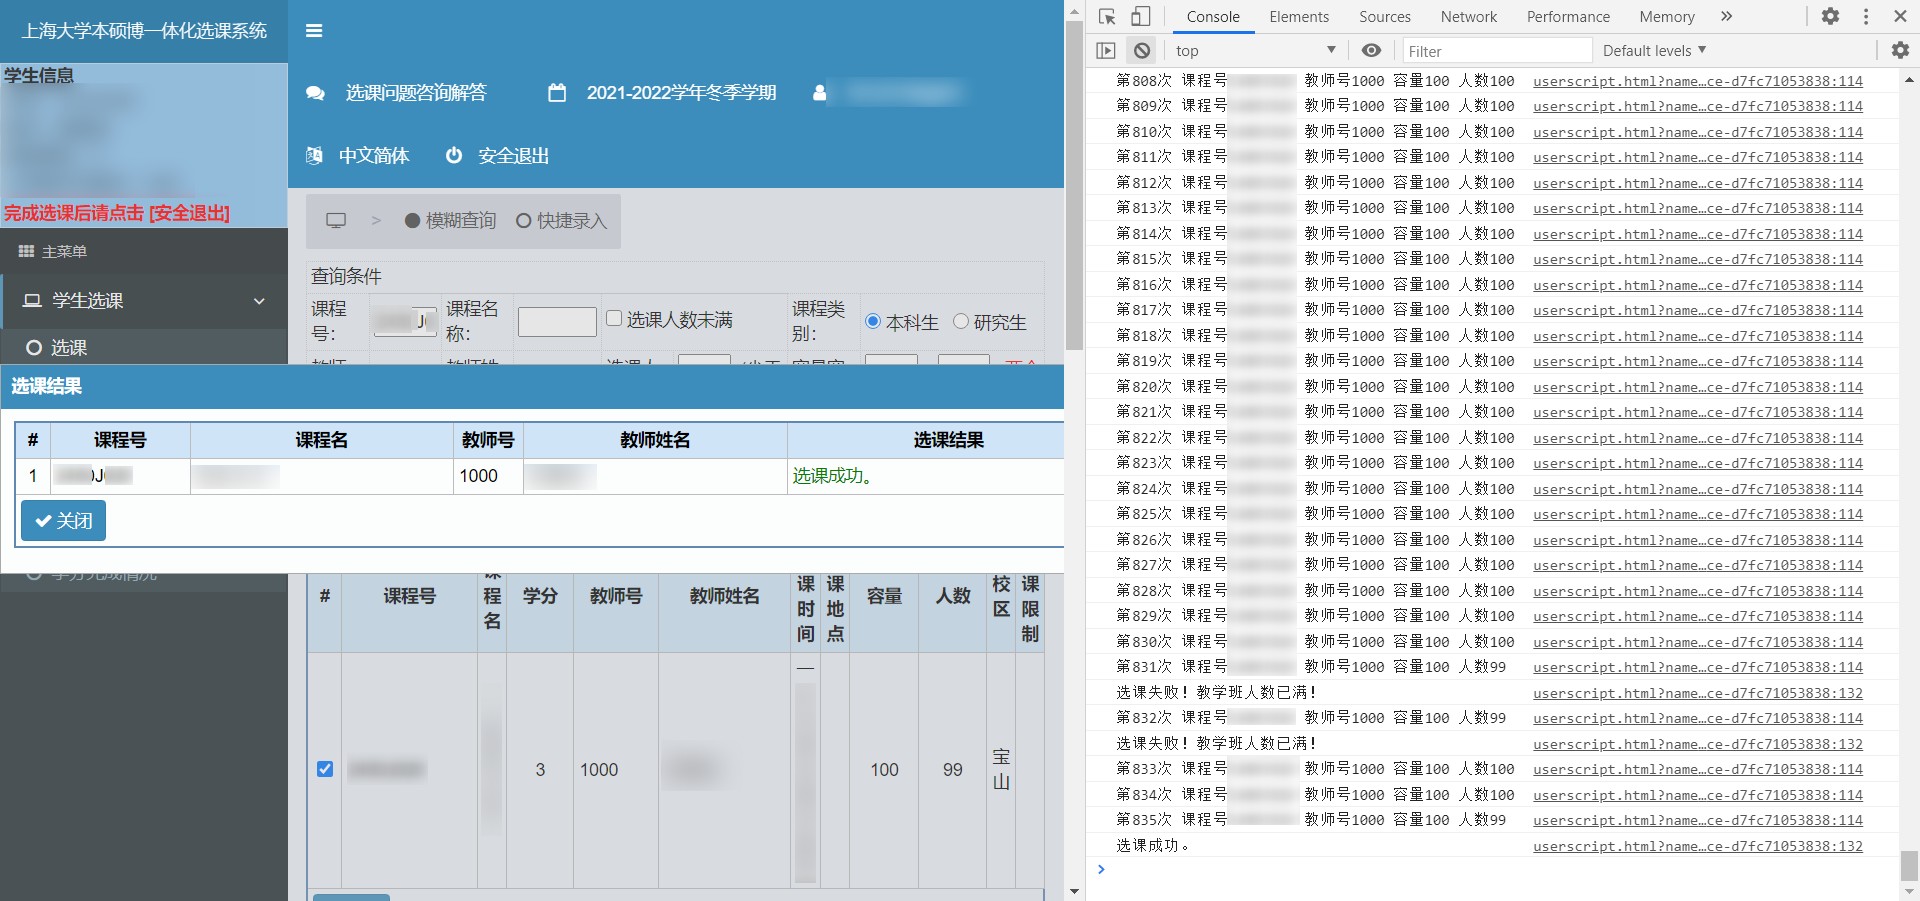 上海大学本硕博一体化选课系统
选课问题咨询解答
2021-2022学年冬季学期
中文简体
安全退出
学生信息
完成选课后请点击 [安全退出]
主菜单
学生选课
选课
> 模糊查询 快捷录入
查询条件
课程号：
课程名称：
选课人数未满
课程类别：
本科生 研究生
选课结果
# 课程号 课程名 教师号 教师姓名 选课结果
1 0J 1000 选课成功。
关闭
学分完成情况
# 课程号 课程名 学分 教师号 教师姓名 课时间 课地点 容量 人数 校区 课限制
3 1000 一 100 99 宝山
Console Elements Sources Network Performance Memory »
top Filter Default levels
第808次 课程号 教师号1000 容量100 人数100 userscript.html?name…ce-d7fc71053838:114
第809次 课程号 教师号1000 容量100 人数100 userscript.html?name…ce-d7fc71053838:114
第810次 课程号 教师号1000 容量100 人数100 userscript.html?name…ce-d7fc71053838:114
第811次 课程号 教师号1000 容量100 人数100 userscript.html?name…ce-d7fc71053838:114
第812次 课程号 教师号1000 容量100 人数100 userscript.html?name…ce-d7fc71053838:114
第813次 课程号 教师号1000 容量100 人数100 userscript.html?name…ce-d7fc71053838:114
第814次 课程号 教师号1000 容量100 人数100 userscript.html?name…ce-d7fc71053838:114
第815次 课程号 教师号1000 容量100 人数100 userscript.html?name…ce-d7fc71053838:114
第816次 课程号 教师号1000 容量100 人数100 userscript.html?name…ce-d7fc71053838:114
第817次 课程号 教师号1000 容量100 人数100 userscript.html?name…ce-d7fc71053838:114
第818次 课程号 教师号1000 容量100 人数100 userscript.html?name…ce-d7fc71053838:114
第819次 课程号 教师号1000 容量100 人数100 userscript.html?name…ce-d7fc71053838:114
第820次 课程号 教师号1000 容量100 人数100 userscript.html?name…ce-d7fc71053838:114
第821次 课程号 教师号1000 容量100 人数100 userscript.html?name…ce-d7fc71053838:114
第822次 课程号 教师号1000 容量100 人数100 userscript.html?name…ce-d7fc71053838:114
第823次 课程号 教师号1000 容量100 人数100 userscript.html?name…ce-d7fc71053838:114
第824次 课程号 教师号1000 容量100 人数100 userscript.html?name…ce-d7fc71053838:114
第825次 课程号 教师号1000 容量100 人数100 userscript.html?name…ce-d7fc71053838:114
第826次 课程号 教师号1000 容量100 人数100 userscript.html?name…ce-d7fc71053838:114
第827次 课程号 教师号1000 容量100 人数100 userscript.html?name…ce-d7fc71053838:114
第828次 课程号 教师号1000 容量100 人数100 userscript.html?name…ce-d7fc71053838:114
第829次 课程号 教师号1000 容量100 人数100 userscript.html?name…ce-d7fc71053838:114
第830次 课程号 教师号1000 容量100 人数100 userscript.html?name…ce-d7fc71053838:114
第831次 课程号 教师号1000 容量100 人数99 userscript.html?name…ce-d7fc71053838:114
选课失败！教学班人数已满！ userscript.html?name…ce-d7fc71053838:132
第832次 课程号 教师号1000 容量100 人数99 userscript.html?name…ce-d7fc71053838:114
选课失败！教学班人数已满！ userscript.html?name…ce-d7fc71053838:132
第833次 课程号 教师号1000 容量100 人数100 userscript.html?name…ce-d7fc71053838:114
第834次 课程号 教师号1000 容量100 人数100 userscript.html?name…ce-d7fc71053838:114
第835次 课程号 教师号1000 容量100 人数99 userscript.html?name…ce-d7fc71053838:114
选课成功。 userscript.html?name…ce-d7fc71053838:132